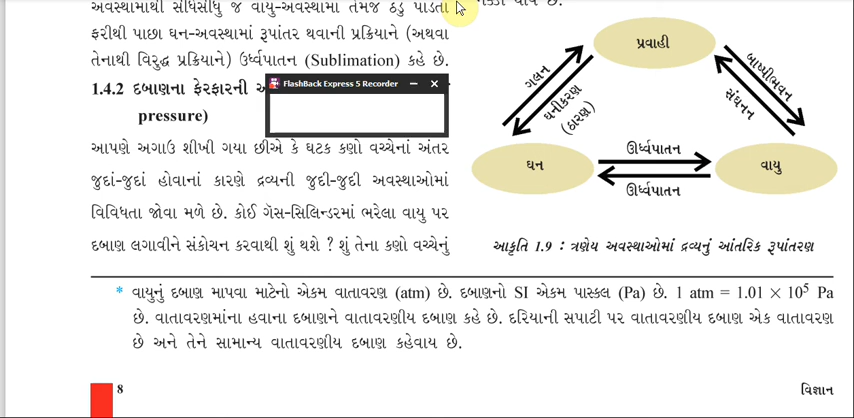 અવસ્થામાંથી સીધેસીધુ જ વાયુ-અવસ્થામાં તેમજ ઠંડુ પાડતા
ફરીથી પાછા ઘન-અવસ્થામાં રૂપાંતર થવાની પ્રક્રિયાને (અથવા
તેનાથી વિરુદ્ધ પ્રક્રિયાને) ઉર્ધ્વપાતન (Sublimation) કહે છે.
1.4.2 દબાણના ફેરફારની
pressure)
FlashBack Express 5 Recorder
આપણે અગાઉ શીખી ગયા છીએ કે ઘટક કણો વચ્ચેનાં અંતર
જુદાં-જુદાં હોવાનાં કારણે દ્રવ્યની જુદી-જુદી અવસ્થાઓમાં
વિવિધતા જોવા મળે છે. કોઈ ગૅસ-સિલિન્ડરમાં ભરેલા વાયુ પર
દબાણ લગાવીને સંકોચન કરવાથી શું થશે ? શું તેના કણો વચ્ચેનું
પ્રવાહી
ગલન
ઘનીકરણ
(ઠારણ)
બાષ્પીભવન
સંઘનન
ઘન
ઊર્ધ્વપાતન
ઊર્ધ્વપાતન
વાયુ
આકૃતિ 1.9 : ત્રણેય અવસ્થાઓમાં દ્રવ્યનું આંતરિક રૂપાંતરણ
* વાયુનું દબાણ માપવા માટેનો એકમ વાતાવરણ (atm) છે. દબાણનો SI એકમ પાસ્કલ (Pa) છે. 1 atm = 1.01 × 10⁵ Pa
છે. વાતાવરણમાંના હવાના દબાણને વાતાવરણીય દબાણ કહે છે. દરિયાની સપાટી પર વાતાવરણીય દબાણ એક વાતાવરણ
છે અને તેને સામાન્ય વાતાવરણીય દબાણ કહેવાય છે.
8
વિજ્ઞાન